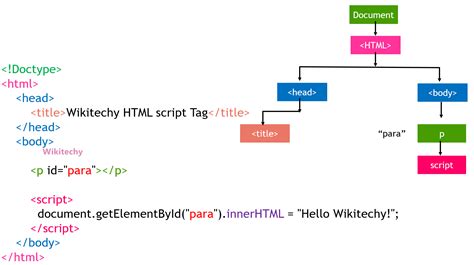 Document
<HTML>
<!Doctype>
<html>
<head>
<head>
<body>
<title>Wikitechy HTML script Tag</title>
</head>
<title>
“para”
p
<body>
Wikitechy
<p id="para"></p>
script
<script>
document.getElementById("para").innerHTML = "Hello Wikitechy!";
</script>
</body>
</html>